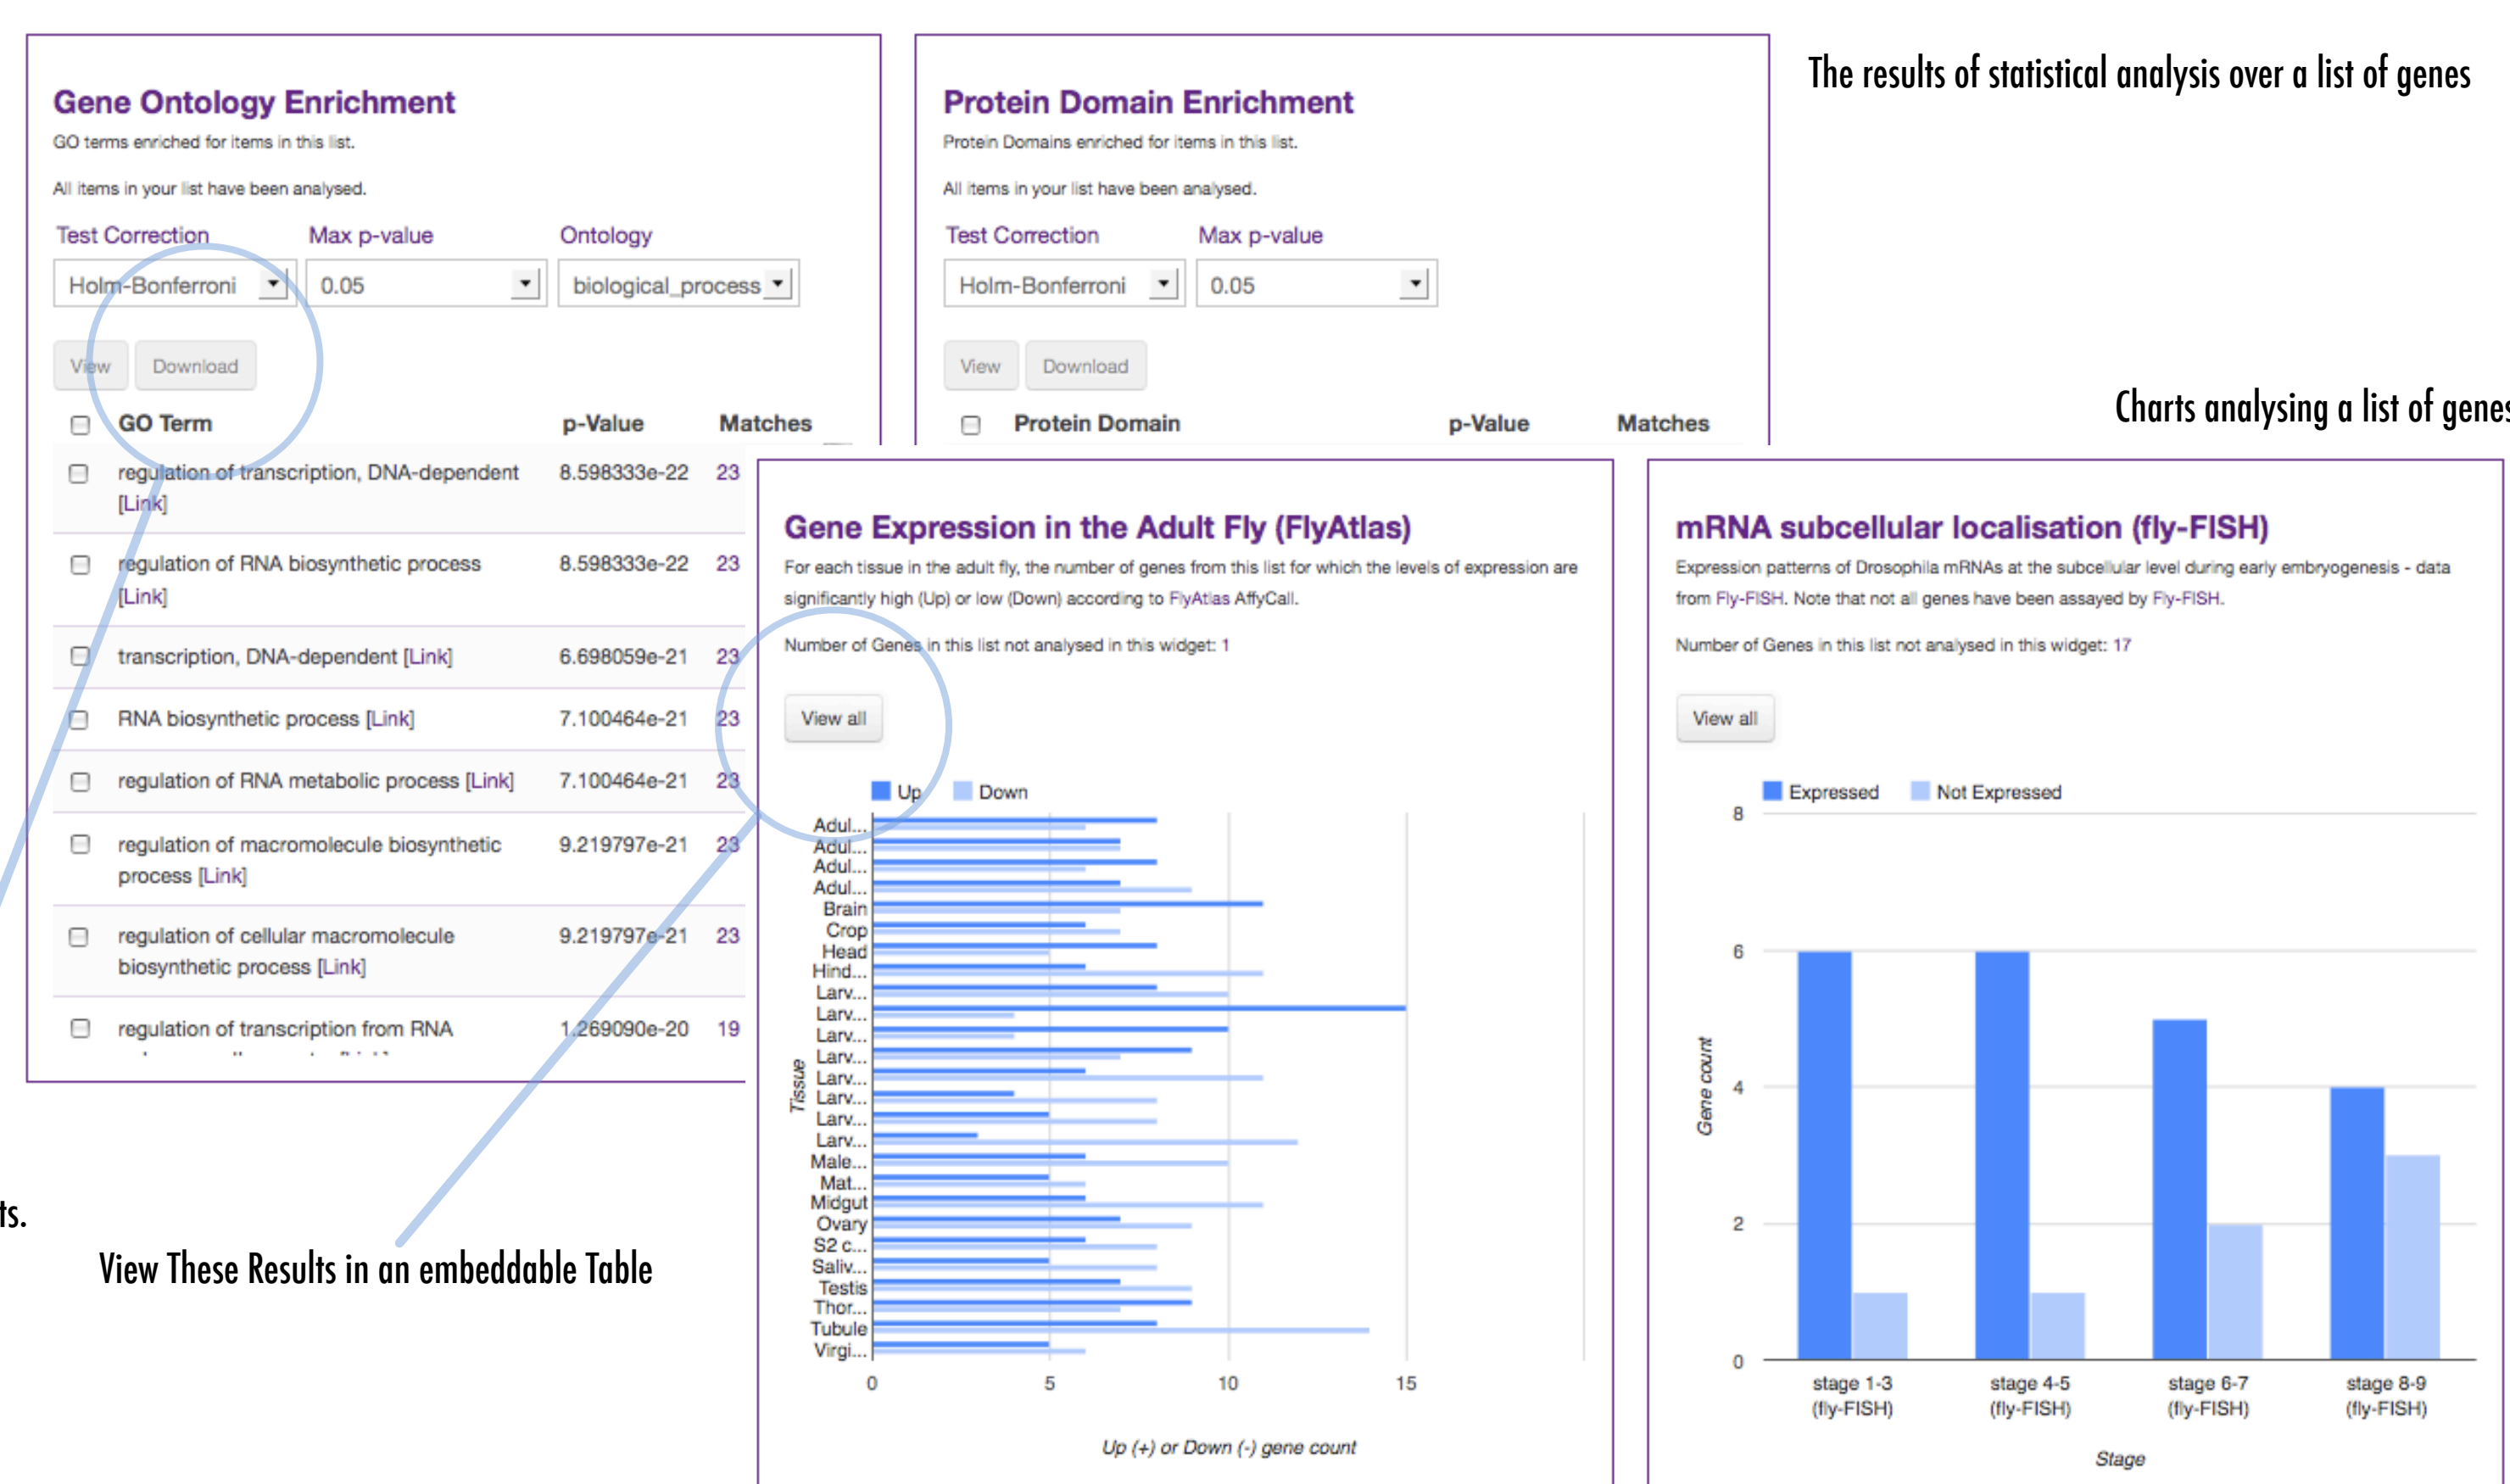 The results of statistical analysis over a list of genes
Gene Ontology Enrichment
GO terms enriched for items in this list.
All items in your list have been analysed.
Test Correction Max p-value Ontology
Holm-Bonferroni 0.05 biological_process
View Download
GO Term p-Value Matches
regulation of transcription, DNA-dependent 8.598333e-22 23
[Link]
regulation of RNA biosynthetic process 8.598333e-22 23
[Link]
transcription, DNA-dependent [Link] 6.698059e-21 23
RNA biosynthetic process [Link] 7.100464e-21 23
regulation of RNA metabolic process [Link] 7.100464e-21 23
regulation of macromolecule biosynthetic 9.219797e-21 23
process [Link]
regulation of cellular macromolecule 9.219797e-21 23
biosynthetic process [Link]
regulation of transcription from RNA 1.269090e-20 19
Protein Domain Enrichment
Protein Domains enriched for items in this list.
All items in your list have been analysed.
Test Correction Max p-value
Holm-Bonferroni 0.05
View Download
Protein Domain p-Value Matches
Charts analysing a list of genes
Gene Expression in the Adult Fly (FlyAtlas)
For each tissue in the adult fly, the number of genes from this list for which the levels of expression are
significantly high (Up) or low (Down) according to FlyAtlas AffyCall.
Number of Genes in this list not analysed in this widget: 1
View all
Up Down
Adul...
Adul...
Adul...
Adul...
Brain
Crop
Head
Hind...
Larv...
Larv...
Larv...
Larv...
Larv...
Larv...
Larv...
Larv...
Male...
Mat...
Midgut
Ovary
S2 c...
Saliv...
Testis
Thor...
Tubule
Virgi...
Tissue
0 5 10 15
Up (+) or Down (-) gene count
mRNA subcellular localisation (fly-FISH)
Expression patterns of Drosophila mRNAs at the subcellular level during early embryogenesis - data
from Fly-FISH. Note that not all genes have been assayed by Fly-FISH.
Number of Genes in this list not analysed in this widget: 17
View all
Expressed Not Expressed
8
6
4
2
0
Gene count
stage 1-3 stage 4-5 stage 6-7 stage 8-9
(fly-FISH) (fly-FISH) (fly-FISH) (fly-FISH)
Stage
ts.
View These Results in an embeddable Table